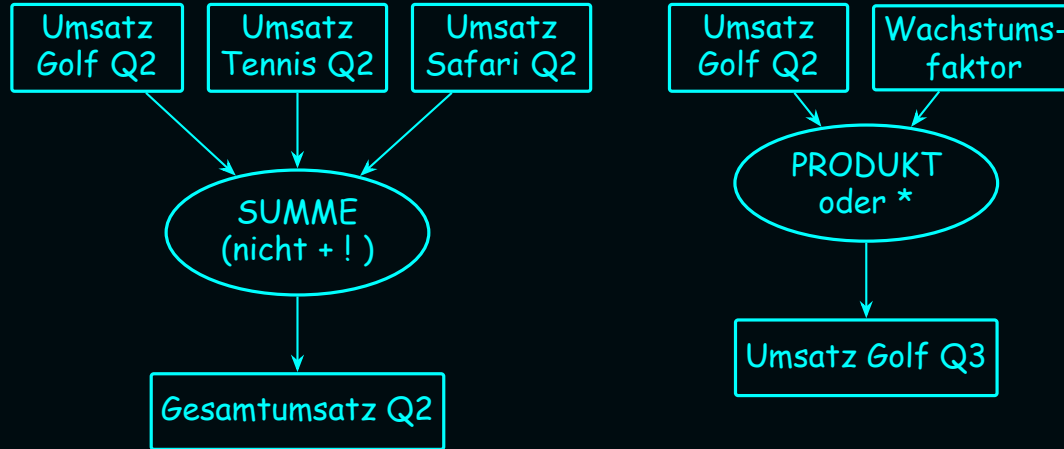 Umsatz
Golf Q2
Umsatz
Tennis Q2
Umsatz
Safari Q2
SUMME
(nicht + ! )
Gesamtumsatz Q2
Umsatz
Golf Q2
Wachstums-
faktor
PRODUKT
oder *
Umsatz Golf Q3